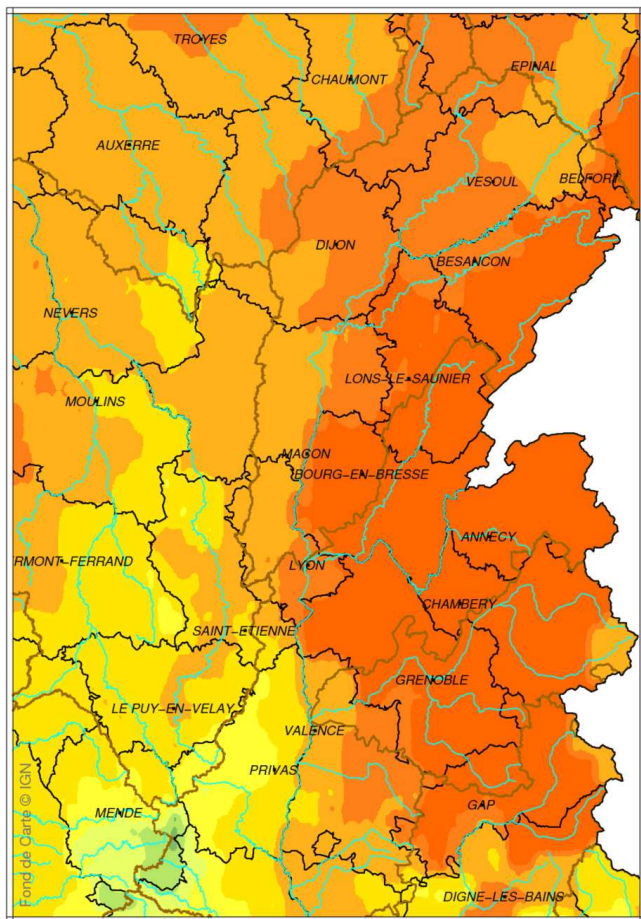 TROYES
CHAUMONT
EPINAL
AUXERRE
VESOUL
BELFORT
DIJON
BESANCON
NEVERS
LONS-LE-SAUNIER
MOULINS
MACON
BOURG-EN-BRESSE
ERMONT-FERRAND
LYON
ANNECY
CHAMBERY
SAINT-ETIENNE
GRENOBLE
LE PUY-EN-VELAY
VALENCE
PRIVAS
MENDE
GAP
DIGNE-LES-BAINS
Fond de Carte © IGN